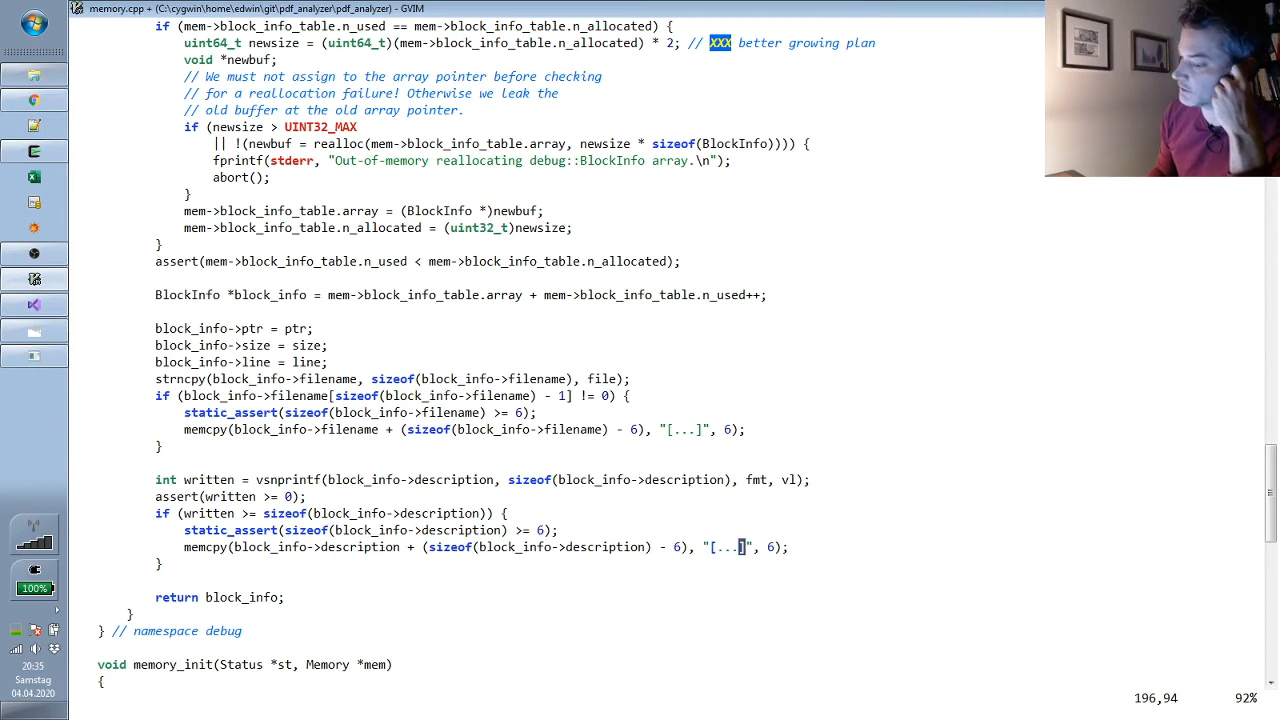 memory.cpp + (C:\cygwin\home\edwin\git\pdf_analyzer\pdf_analyzer) - GVIM
if (mem->block_info_table.n_used == mem->block_info_table.n_allocated) {
uint64_t newsize = (uint64_t)(mem->block_info_table.n_allocated) * 2; // XXX better growing plan
void *newbuf;
// We must not assign to the array pointer before checking
// for a reallocation failure! Otherwise we leak the
// old buffer at the old array pointer.
if (newsize > UINT32_MAX
|| !(newbuf = realloc(mem->block_info_table.array, newsize * sizeof(BlockInfo)))) {
fprintf(stderr, "Out-of-memory reallocating debug::BlockInfo array.\n");
abort();
}
mem->block_info_table.array = (BlockInfo *)newbuf;
mem->block_info_table.n_allocated = (uint32_t)newsize;
}
assert(mem->block_info_table.n_used < mem->block_info_table.n_allocated);
BlockInfo *block_info = mem->block_info_table.array + mem->block_info_table.n_used++;
block_info->ptr = ptr;
block_info->size = size;
block_info->line = line;
strncpy(block_info->filename, sizeof(block_info->filename), file);
if (block_info->filename[sizeof(block_info->filename) - 1] != 0) {
static_assert(sizeof(block_info->filename) >= 6);
memcpy(block_info->filename + (sizeof(block_info->filename) - 6), "[...]", 6);
}
int written = vsnprintf(block_info->description, sizeof(block_info->description), fmt, vl);
assert(written >= 0);
if (written >= sizeof(block_info->description)) {
static_assert(sizeof(block_info->description) >= 6);
memcpy(block_info->description + (sizeof(block_info->description) - 6), "[...]", 6);
}
return block_info;
}
} // namespace debug
void memory_init(Status *st, Memory *mem)
{
196,94 92%
100%
20:35
Samstag
04.04.2020